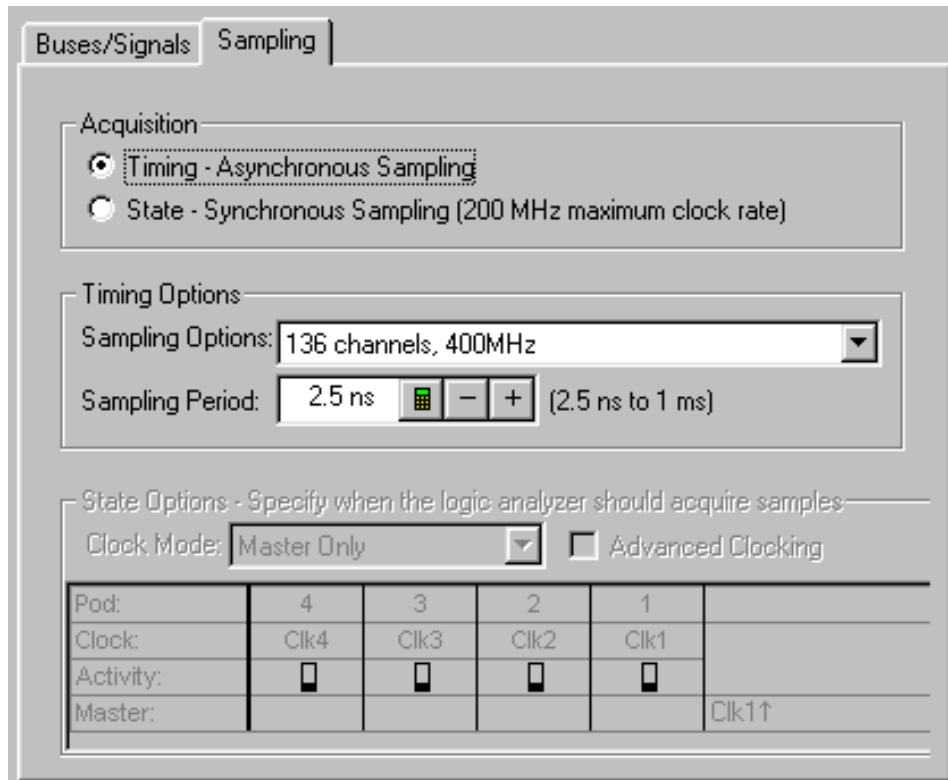 Buses/Signals Sampling
Acquisition
Timing - Asynchronous Sampling
State - Synchronous Sampling (200 MHz maximum clock rate)
Timing Options
Sampling Options: 136 channels, 400MHz
Sampling Period: 2.5 ns - + (2.5 ns to 1 ms)
State Options - Specify when the logic analyzer should acquire samples
Clock Mode: Master Only Advanced Clocking
Pod: 4 3 2 1
Clock: Clk4 Clk3 Clk2 Clk1
Activity:
Master: Clk1↑